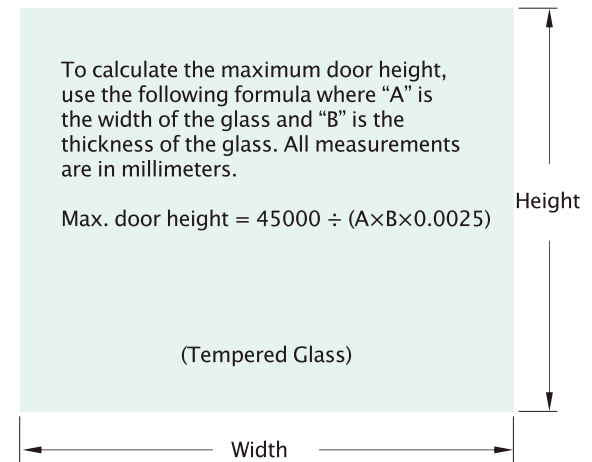 To calculate the maximum door height,
use the following formula where “A” is
the width of the glass and “B” is the
thickness of the glass. All measurements
are in millimeters.
Max. door height = 45000 ÷ (A×B×0.0025)
Height
(Tempered Glass)
Width